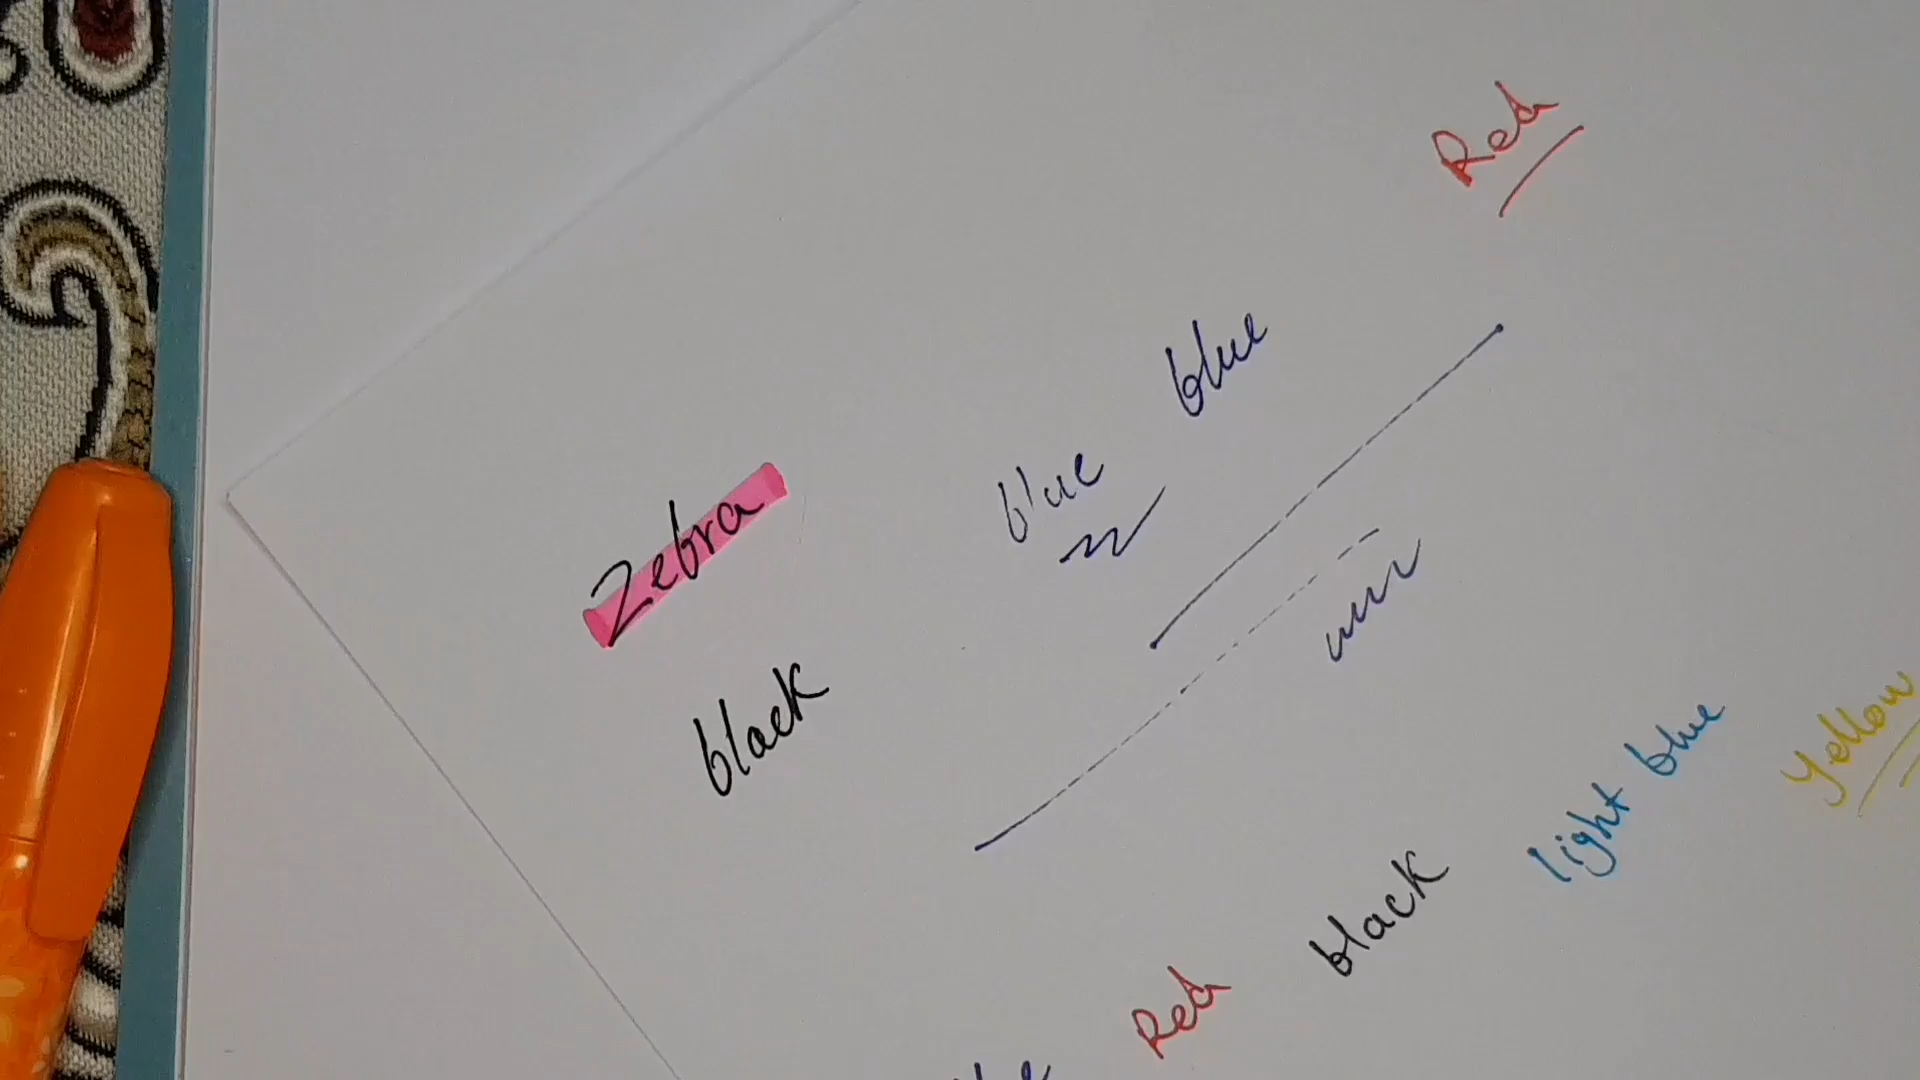 Red
blue blue
Zebra
black
Red black light blue Yellow